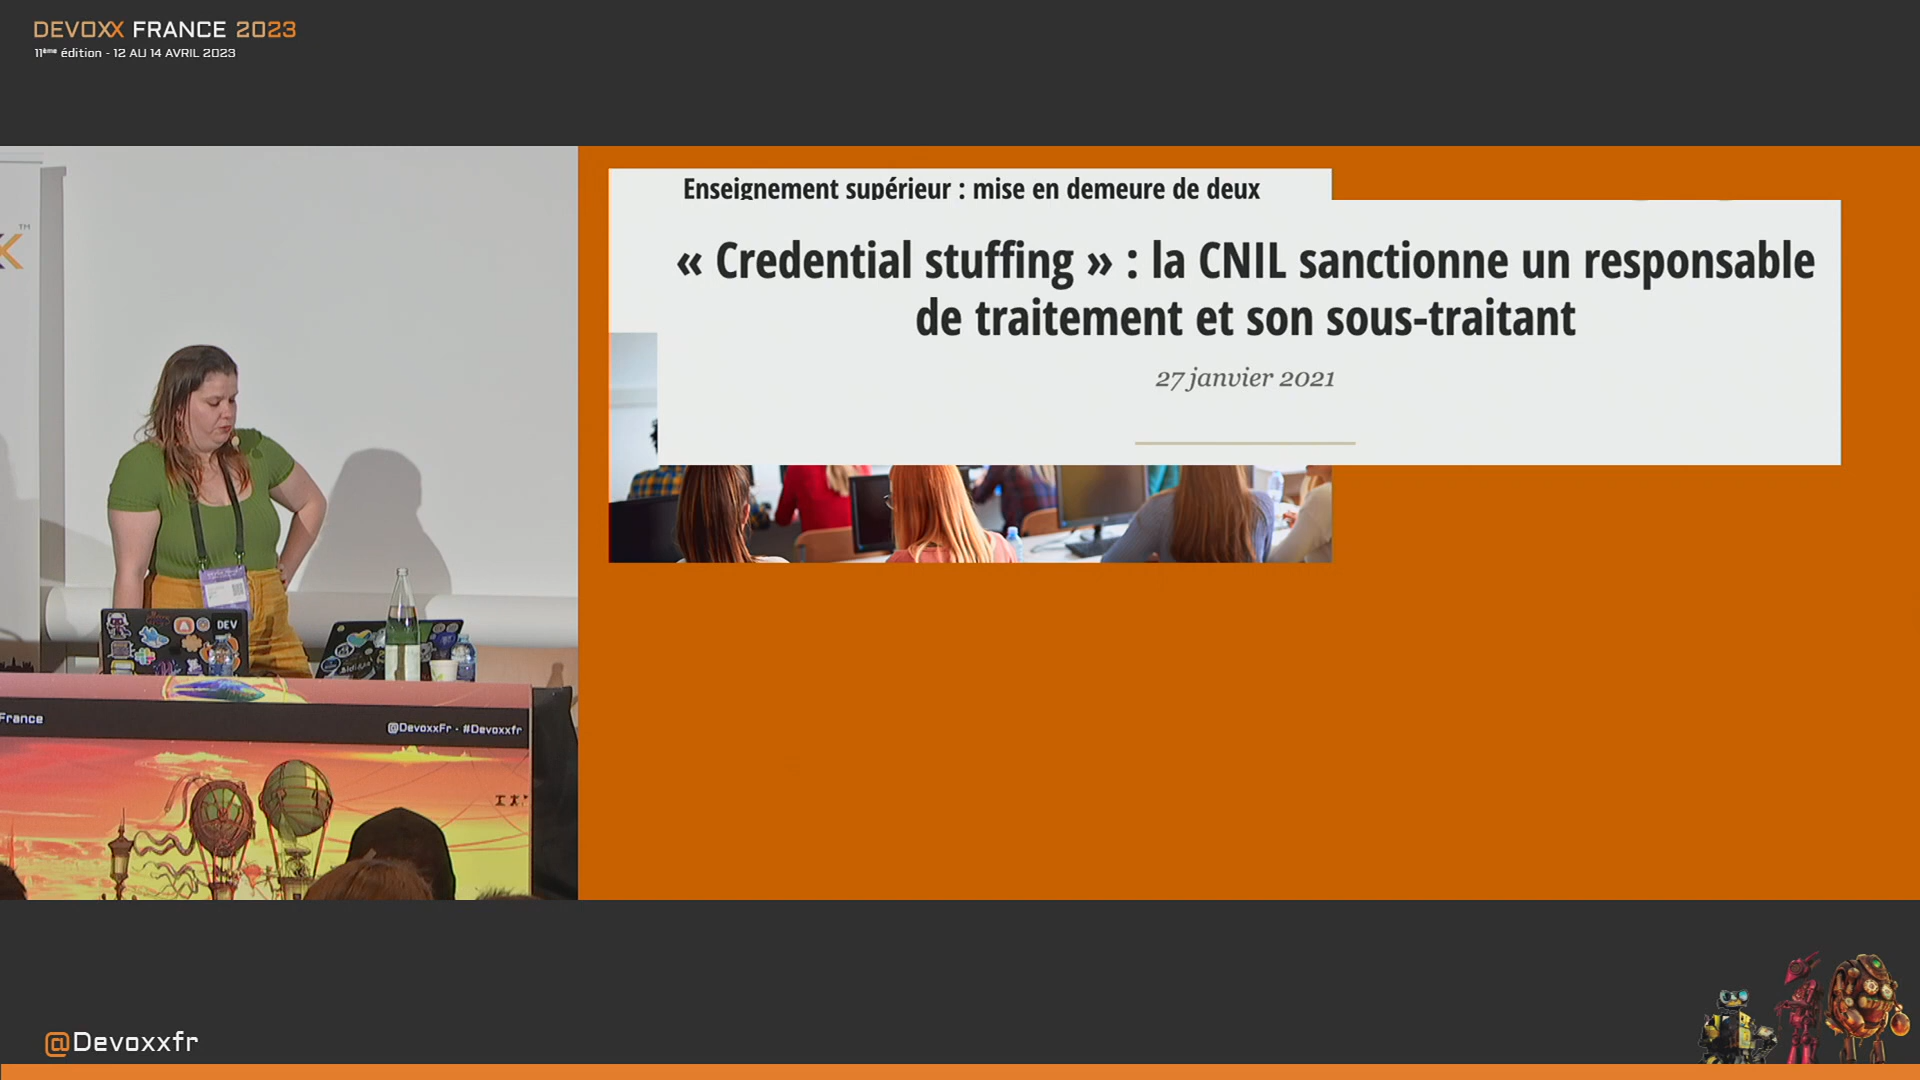 DEVOXX FRANCE 2023
11ème édition - 12 AU 14 AVRIL 2023
Enseignement supérieur : mise en demeure de deux
« Credential stuffing » : la CNIL sanctionne un responsable
de traitement et son sous-traitant
27 janvier 2021
X™
DEV
France
@DevoxxFr - #Devoxxfr
@Devoxxfr